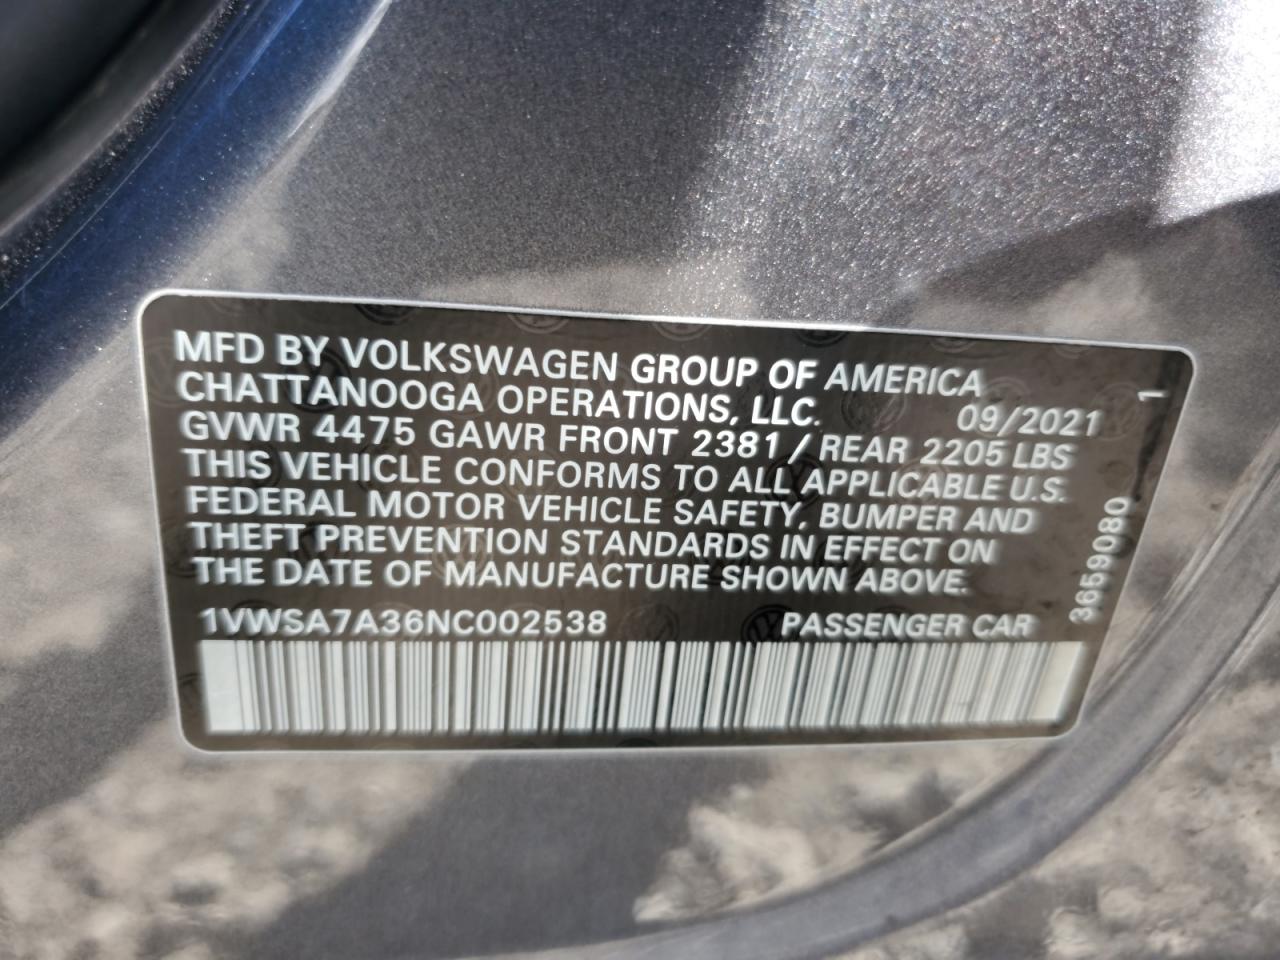 MFD BY VOLKSWAGEN GROUP OF AMERICA
CHATTANOOGA OPERATIONS, LLC. 09/2021
GVWR 4475 GAWR FRONT 2381 / REAR 2205 LBS
THIS VEHICLE CONFORMS TO ALL APPLICABLE U.S.
FEDERAL MOTOR VEHICLE SAFETY, BUMPER AND
THEFT PREVENTION STANDARDS IN EFFECT ON
THE DATE OF MANUFACTURE SHOWN ABOVE.
1VWSA7A36NC002538 PASSENGER CAR
3659080 1